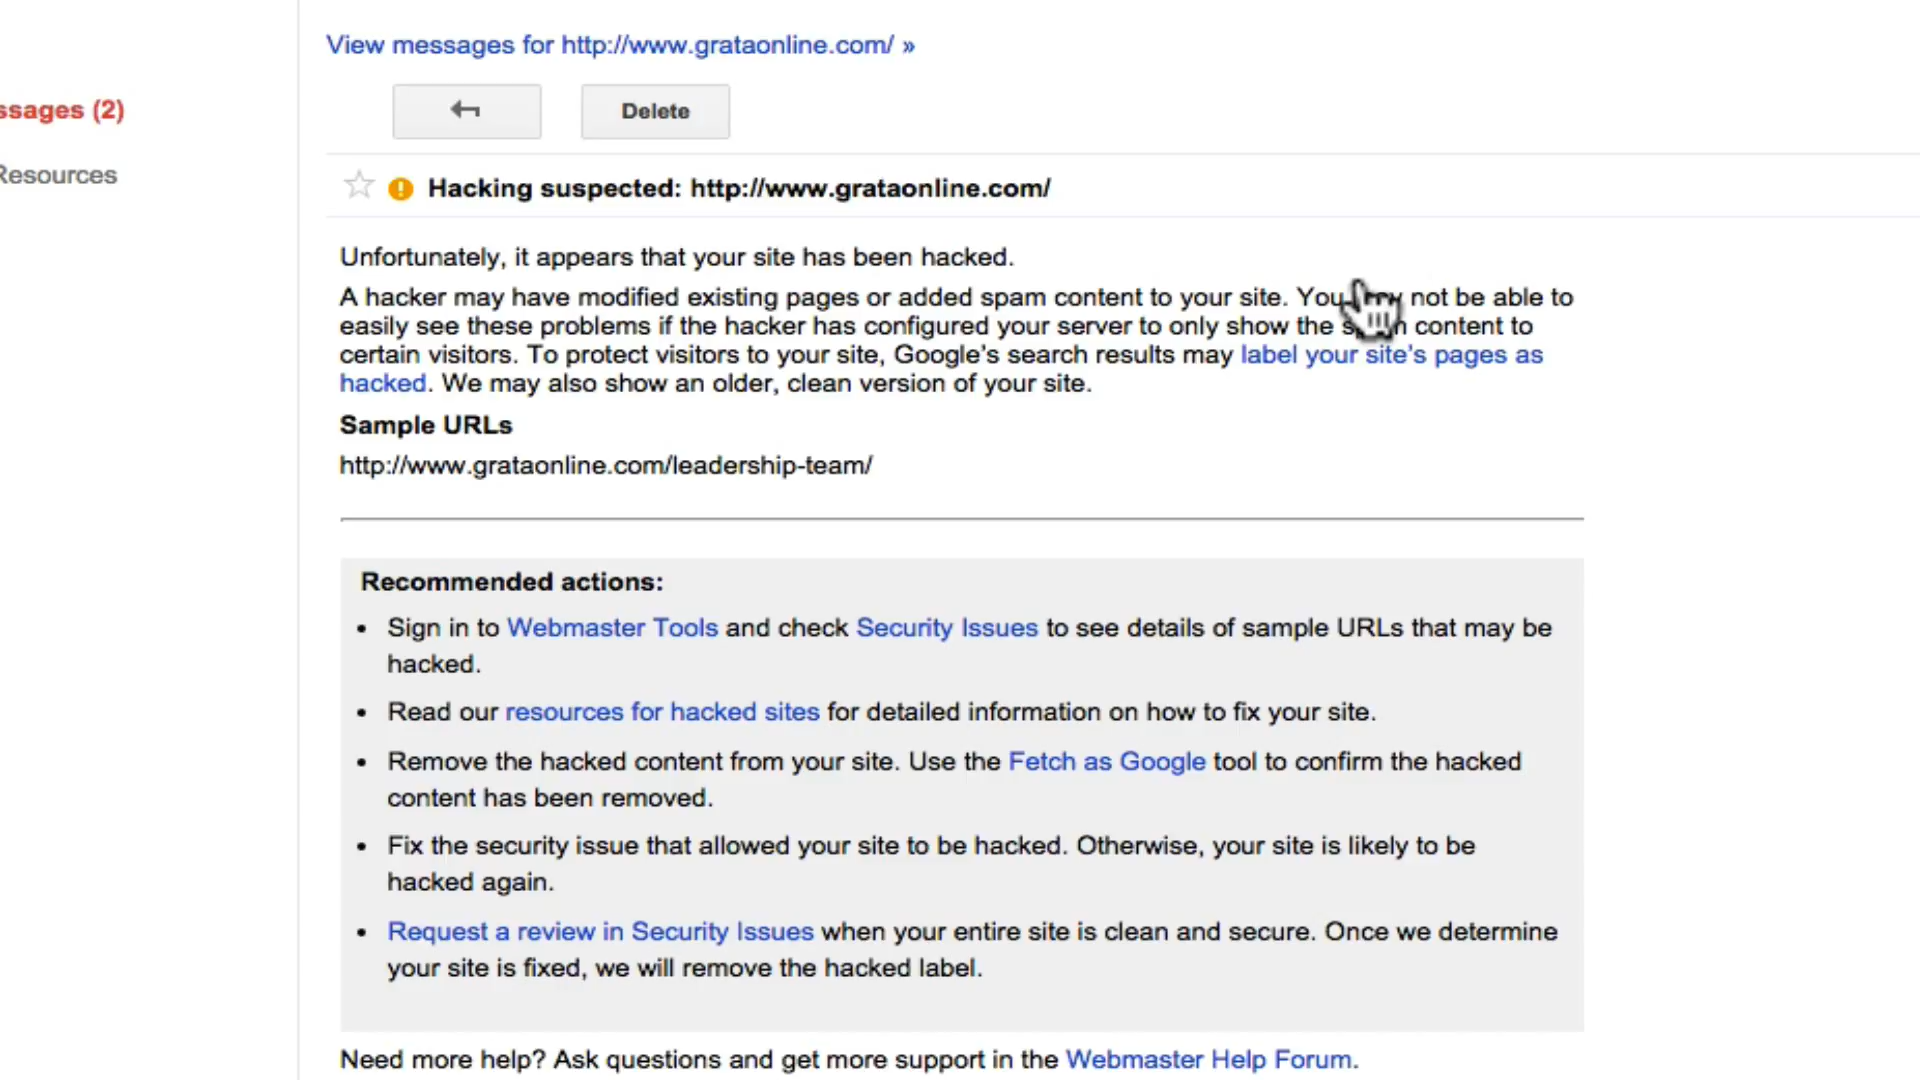 View messages for http://www.grataonline.com/ »
ssages (2)
Delete
Resources
Hacking suspected: http://www.grataonline.com/
Unfortunately, it appears that your site has been hacked.
A hacker may have modified existing pages or added spam content to your site. You may not be able to
easily see these problems if the hacker has configured your server to only show the spam content to
certain visitors. To protect visitors to your site, Google's search results may label your site's pages as
hacked. We may also show an older, clean version of your site.
Sample URLs
http://www.grataonline.com/leadership-team/
Recommended actions:
• Sign in to Webmaster Tools and check Security Issues to see details of sample URLs that may be
hacked.
• Read our resources for hacked sites for detailed information on how to fix your site.
• Remove the hacked content from your site. Use the Fetch as Google tool to confirm the hacked
content has been removed.
• Fix the security issue that allowed your site to be hacked. Otherwise, your site is likely to be
hacked again.
• Request a review in Security Issues when your entire site is clean and secure. Once we determine
your site is fixed, we will remove the hacked label.
Need more help? Ask questions and get more support in the Webmaster Help Forum.